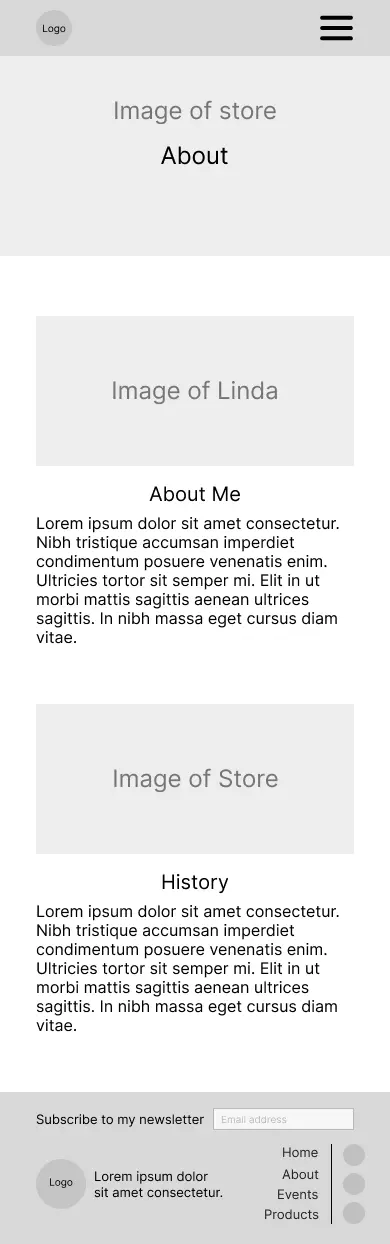 Logo
Image of store
About
Image of Linda
About Me
Lorem ipsum dolor sit amet consectetur.
Nibh tristique accumsan imperdiet
condimentum posuere venenatis enim.
Ultricies tortor sit semper mi. Elit in ut
morbi mattis sagittis aenean ultrices
sagittis. In nibh massa eget cursus diam
vitae.
Image of Store
History
Lorem ipsum dolor sit amet consectetur.
Nibh tristique accumsan imperdiet
condimentum posuere venenatis enim.
Ultricies tortor sit semper mi. Elit in ut
morbi mattis sagittis aenean ultrices
sagittis. In nibh massa eget cursus diam
vitae.
Subscribe to my newsletter
Email address
Logo
Lorem ipsum dolor
sit amet consectetur.
Home
About
Events
Products